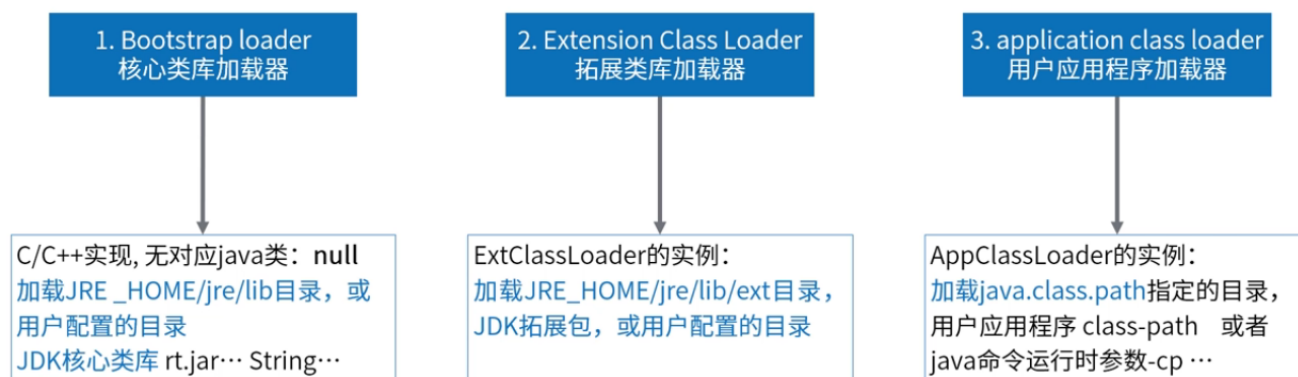 1. Bootstrap loader
核心类库加载器
2. Extension Class Loader
拓展类库加载器
3. application class loader
用户应用程序加载器
C/C++实现, 无对应java类：null
加载JRE _HOME/jre/lib目录，或
用户配置的目录
JDK核心类库 rt.jar… String…
ExtClassLoader的实例：
加载JRE_HOME/jre/lib/ext目录，
JDK拓展包，或用户配置的目录
AppClassLoader的实例：
加载java.class.path指定的目录，
用户应用程序 class-path 或者
java命令运行时参数-cp …